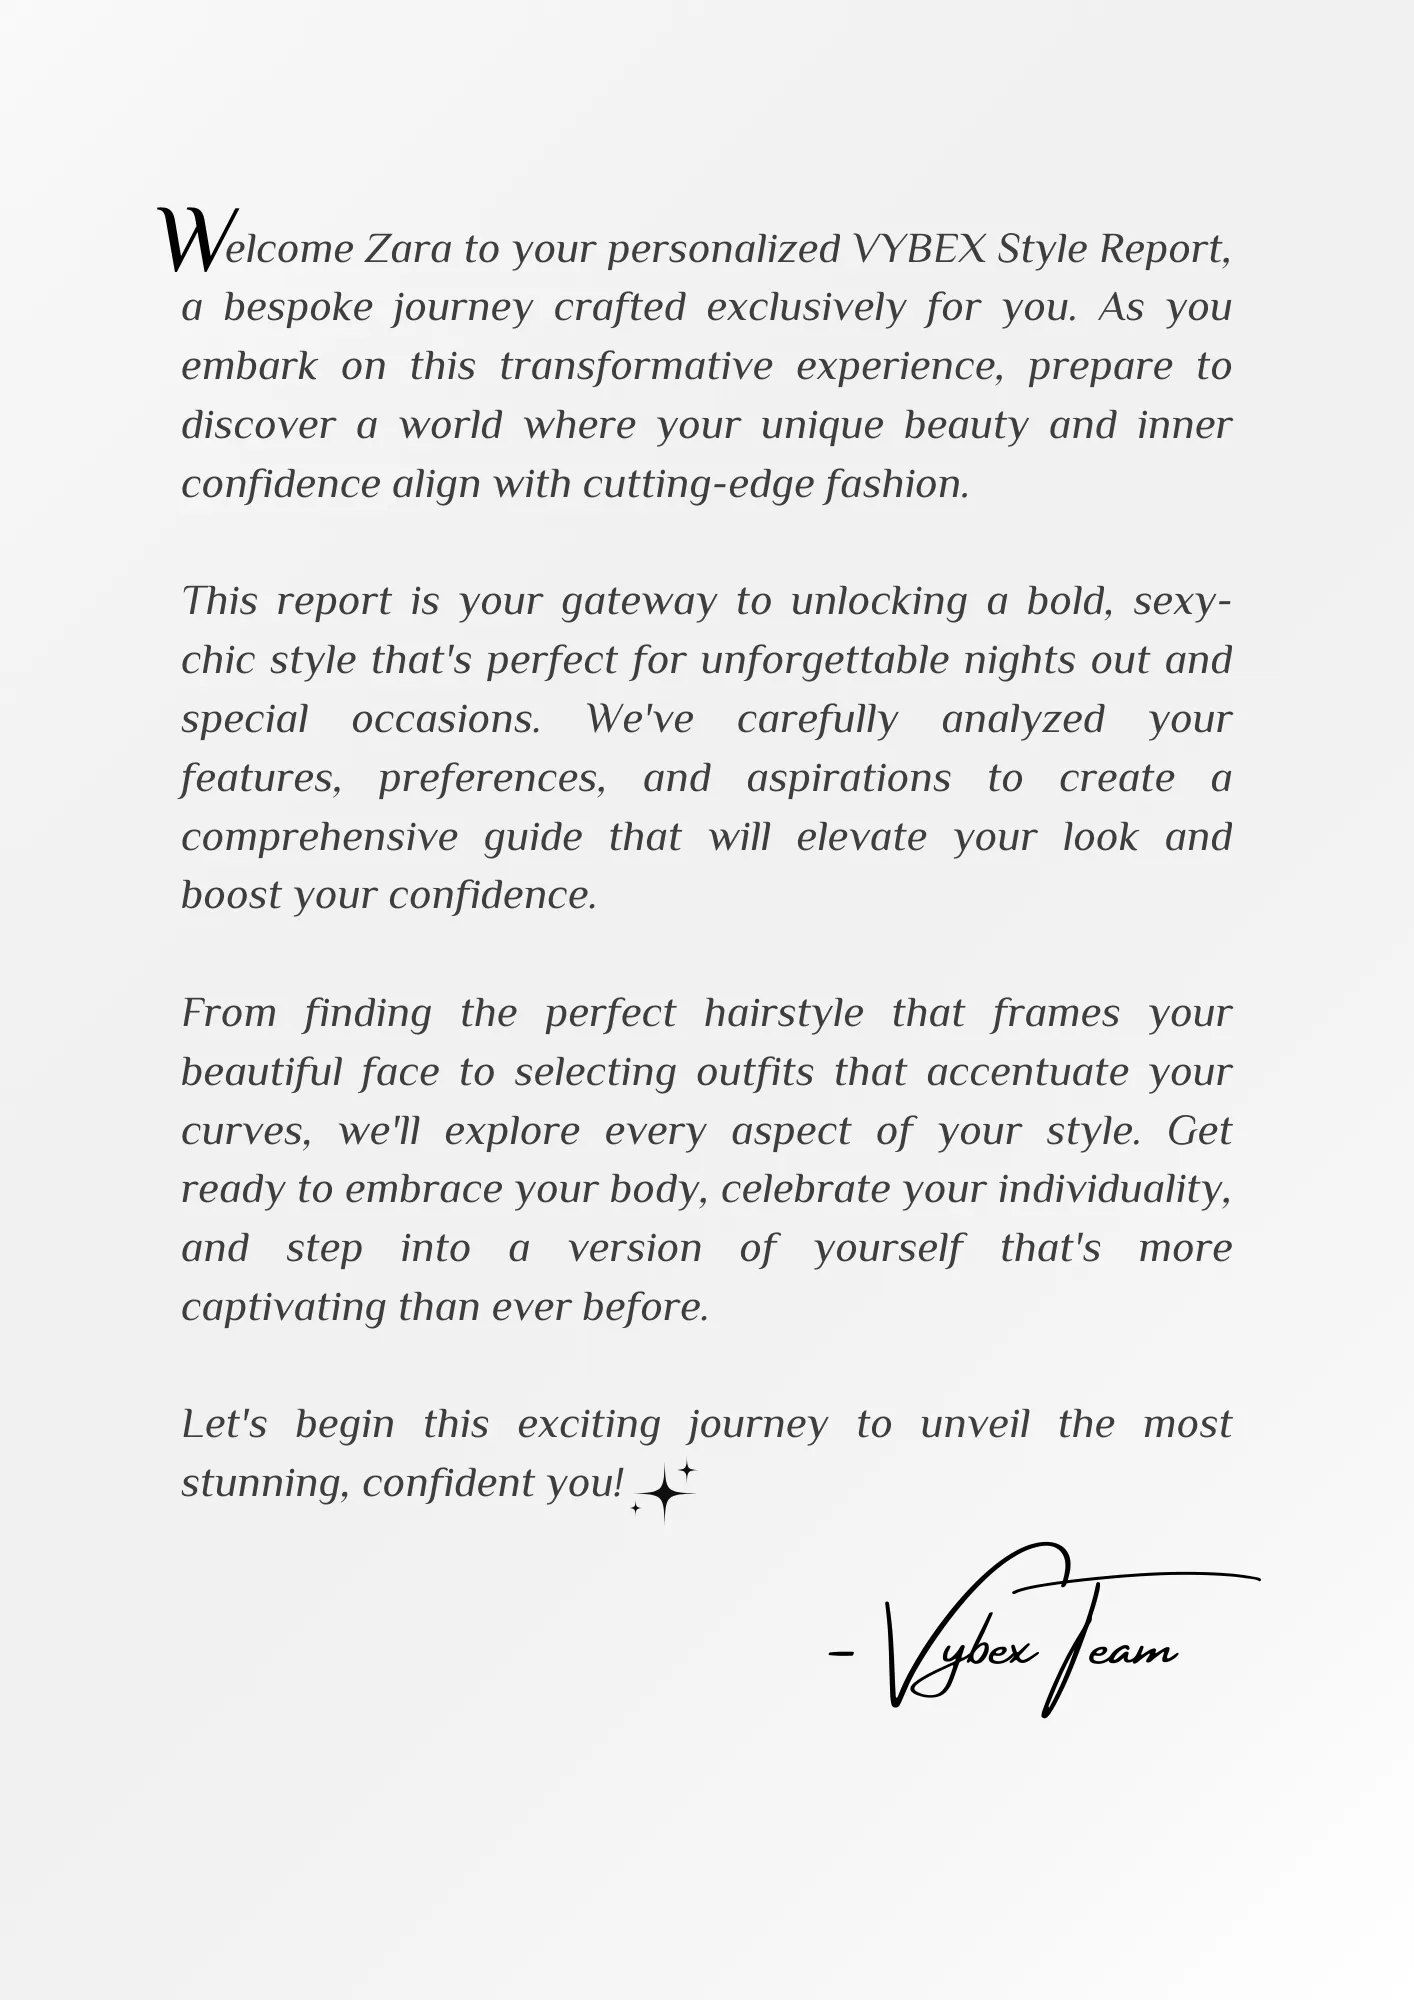 Welcome Zara to your personalized VYBEX Style Report,
a bespoke journey crafted exclusively for you. As you
embark on this transformative experience, prepare to
discover a world where your unique beauty and inner
confidence align with cutting-edge fashion.
This report is your gateway to unlocking a bold, sexy-
chic style that's perfect for unforgettable nights out and
special occasions. We've carefully analyzed your
features, preferences, and aspirations to create a
comprehensive guide that will elevate your look and
boost your confidence.
From finding the perfect hairstyle that frames your
beautiful face to selecting outfits that accentuate your
curves, we'll explore every aspect of your style. Get
ready to embrace your body, celebrate your individuality,
and step into a version of yourself that's more
captivating than ever before.
Let's begin this exciting journey to unveil the most
stunning, confident you!
- Vybex Team